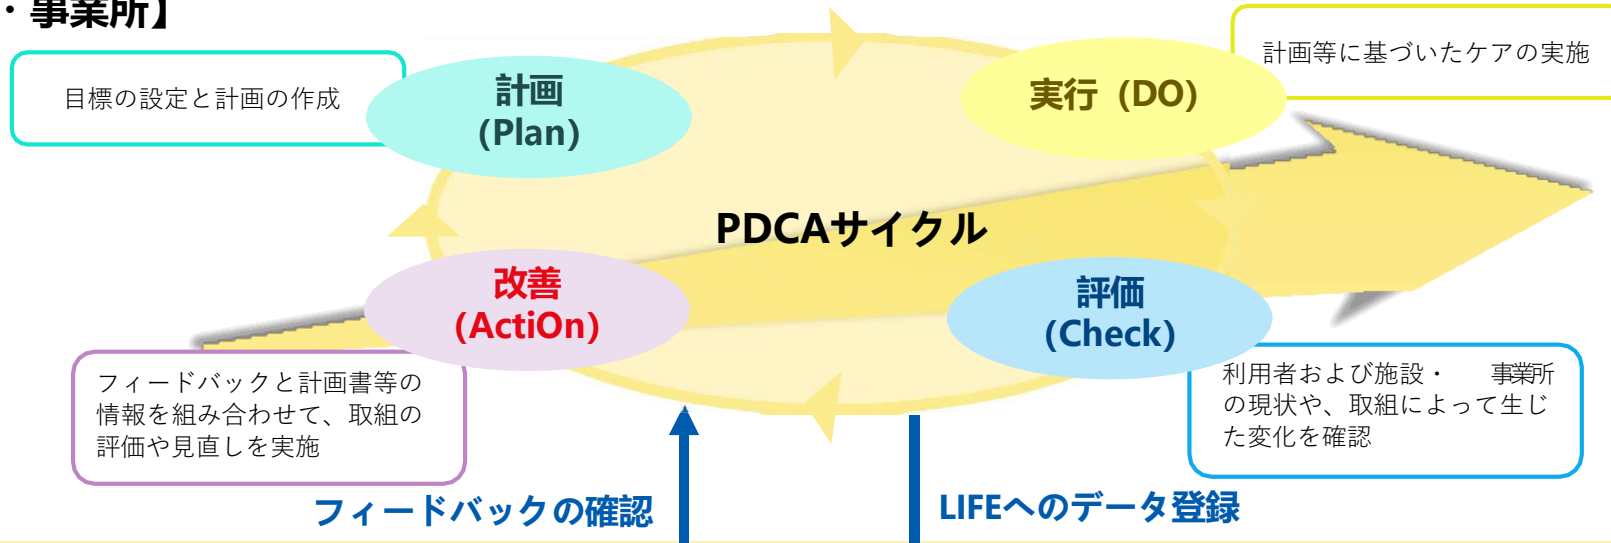 ・事業所】
目標の設定と計画の作成
計画
(Plan)
実行 (DO)
計画等に基づいたケアの実施
PDCAサイクル
改善
(ActiOn)
評価
(Check)
フィードバックと計画書等の
情報を組み合わせて、取組の
評価や見直しを実施
利用者および施設・ 事業所
の現状や、取組によって生じ
た変化を確認
フィードバックの確認
LIFEへのデータ登録